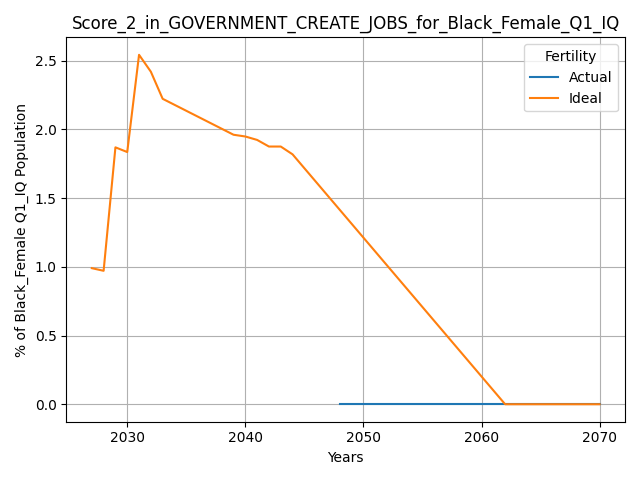 Score_2_in_GOVERNMENT_CREATE_JOBS_for_Black_Female_Q1_IQ
Fertility
Actual
Ideal
% of Black_Female Q1_IQ Population
2.5
2.0
1.5
1.0
0.5
0.0
2030 2040 2050 2060 2070
Years